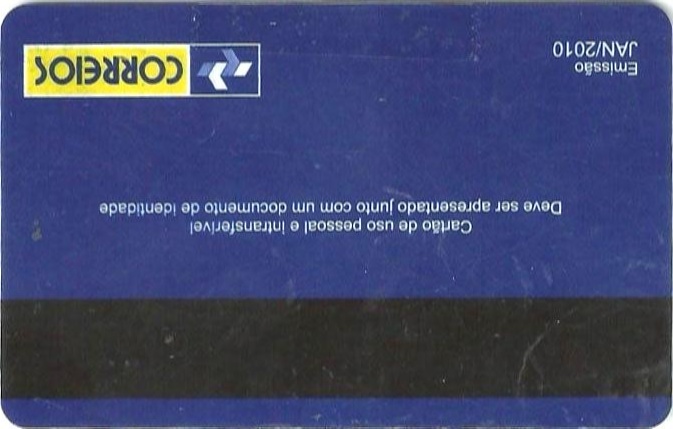 Cartão de uso pessoal e intransferível
Deve ser apresentado junto com um documento de identidade
Emissão
JAN/2010
CORREIOS